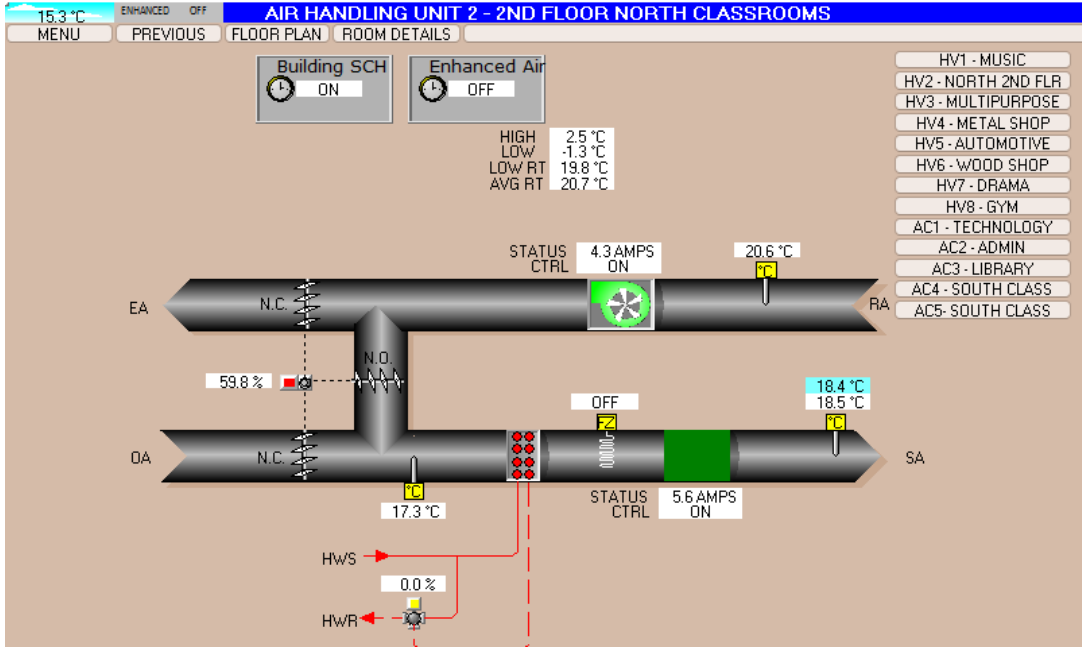 15.3 °C ENHANCED OFF AIR HANDLING UNIT 2 - 2ND FLOOR NORTH CLASSROOMS
MENU PREVIOUS FLOOR PLAN ROOM DETAILS
Building SCH
ON
Enhanced Air
OFF
HV1 - MUSIC
HV2 - NORTH 2ND FLR
HV3 - MULTIPURPOSE
HV4 - METAL SHOP
HV5 - AUTOMOTIVE
HV6 - WOOD SHOP
HV7 - DRAMA
HV8 - GYM
AC1 - TECHNOLOGY
AC2 - ADMIN
AC3 - LIBRARY
AC4 - SOUTH CLASS
AC5- SOUTH CLASS
HIGH 2.5 °C
LOW -1.3 °C
LOW RT 19.8 °C
AVG RT 20.7 °C
STATUS 4.3 AMPS
CTRL ON
20.6 °C
°C
EA
N.C.
RA
N.O.
59.8 %
OFF
FZ
18.4 °C
18.5 °C
°C
OA
N.C.
SA
°C
17.3 °C
STATUS 5.6 AMPS
CTRL ON
HWS
0.0 %
HWR